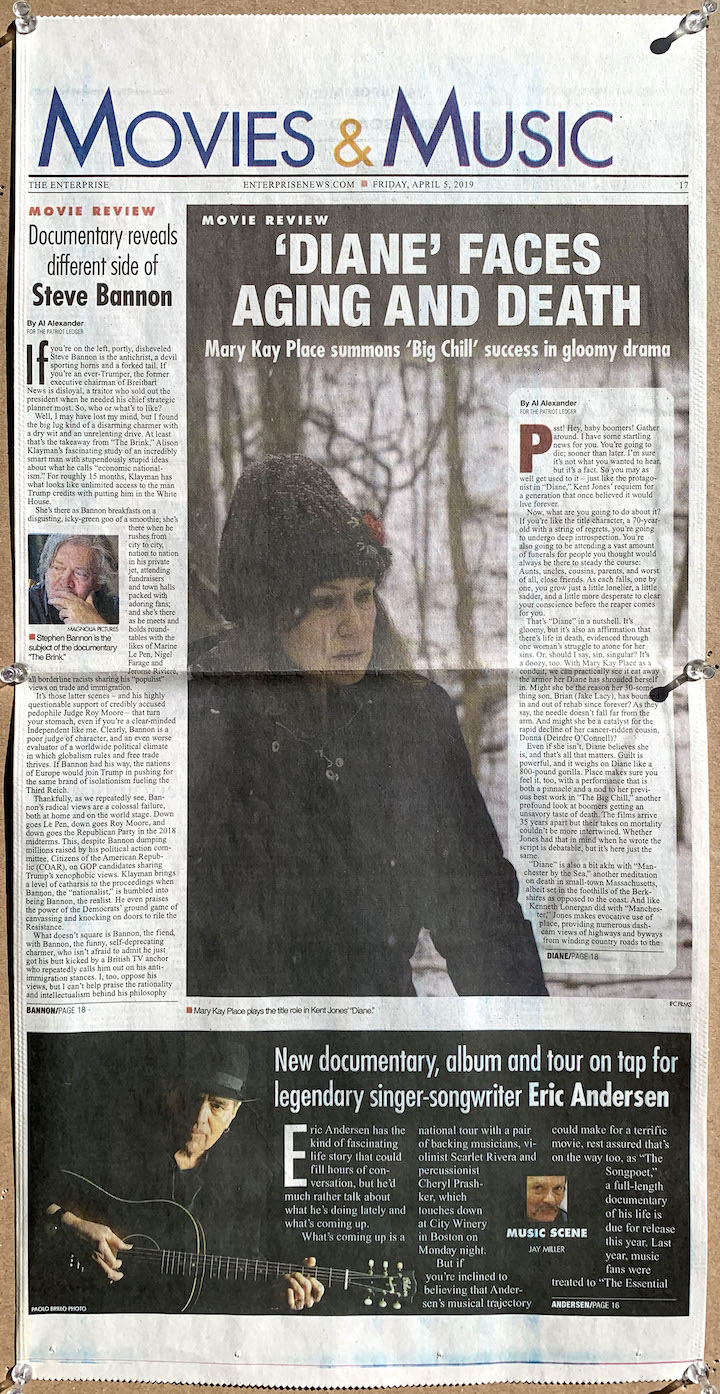 MOVIES & MUSIC
THE ENTERPRISE
ENTERPRISENEWS.COM ■ FRIDAY, APRIL 5, 2019
17
MOVIE REVIEW
Documentary reveals
different side of
Steve Bannon
By Al Alexander
FOR THE PATRIOT LEDGER
If you're on the left, portly, disheveled
Steve Bannon is the antichrist, a devil
sporting horns and a forked tail. If
you're an ever-Trumper, the former
executive chairman of Breitbart
News is disloyal, a traitor who sold out the
president when he needed his chief strategic
planner most. So, who or what's to like?
Well, I may have lost my mind, but I found
the big lug kind of a disarming charmer with
a dry wit and an unrelenting drive. At least
that's the takeaway from "The Brink," Alison
Klayman's fascinating study of an incredibly
smart man with stupendously stupid ideas
about what he calls "economic national-
ism." For roughly 15 months, Klayman has
what looks like unlimited access to the man
Trump credits with putting him in the White
House.
She's there as Bannon breakfasts on a
disgusting, icky-green goo of a smoothie; she's
there when he
rushes from
city to city,
nation to nation
in his private
jet, attending
fundraisers
and town halls
packed with
adoring fans;
and she's there
as he meets and
holds round-
tables with the
likes of Marine
Le Pen, Nigel
Farage and
Jerome Riviere,
all borderline racists sharing his "populist"
views on trade and immigration.
It's those latter scenes – and his highly
questionable support of credibly accused
pedophile Judge Roy Moore – that turn
your stomach, even if you're a clear-minded
Independent like me. Clearly, Bannon is a
poor judge of character, and an even worse
evaluator of a worldwide political climate
in which globalism rules and free trade
thrives. If Bannon had his way, the nations
of Europe would join Trump in pushing for
the same brand of isolationism fueling the
Third Reich.
Thankfully, as we repeatedly see, Ban-
non's radical views are a colossal failure,
both at home and on the world stage. Down
goes Le Pen, down goes Roy Moore, and
down goes the Republican Party in the 2018
midterms. This, despite Bannon dumping
millions raised by his political action com-
mittee, Citizens of the American Repub-
lic (COAR), on GOP candidates sharing
Trump's xenophobic views. Klayman brings
a level of catharsis to the proceedings when
Bannon, the "nationalist," is humbled into
being Bannon, the realist. He even praises
the power of the Democrats' ground game of
canvassing and knocking on doors to rile the
Resistance.
What doesn't square is Bannon, the fiend,
with Bannon, the funny, self-deprecating
charmer, who isn't afraid to admit he just
got his butt kicked by a British TV anchor
who repeatedly calls him out on his anti-
immigration stances. I, too, oppose his
views, but I can't help praise the rationality
and intellectualism behind his philosophy
BANNON/PAGE 18
MAGNOLIA PICTURES
■ Stephen Bannon is the
subject of the documentary
"The Brink."
MOVIE REVIEW
'DIANE' FACES
AGING AND DEATH
Mary Kay Place summons 'Big Chill' success in gloomy drama
By Al Alexander
FOR THE PATRIOT LEDGER
Psst! Hey, baby boomers! Gather
around. I have some startling
news for you. You're going to
die; sooner than later. I'm sure
it's not what you wanted to hear,
but it's a fact. So you may as
well get used to it – just like the protago-
nist in "Diane," Kent Jones' requiem for
a generation that once believed it would
live forever.
Now, what are you going to do about it?
If you're like the title character, a 70-year-
old with a string of regrets, you're going
to undergo deep introspection. You're
also going to be attending a vast amount
of funerals for people you thought would
always be there to steady the course:
Aunts, uncles, cousins, parents, and worst
of all, close friends. As each falls, one by
one, you grow just a little lonelier, a little
sadder, and a little more desperate to clear
your conscience before the reaper comes
for you.
That's "Diane" in a nutshell. It's
gloomy, but it's also an affirmation that
there's life in death, evidenced through
one woman's struggle to atone for her
sins. Or, should I say, sin, singular? It's
a doozy, too. With Mary Kay Place as a
conduit, we can practically see it eat away
the armor her Diane has shrouded herself
in. Might she be the reason her 30-some-
thing son, Brian (Jake Lacy), has bounced
in and out of rehab since forever? As they
say, the needle doesn't fall far from the
arm. And might she be a catalyst for the
rapid decline of her cancer-ridden cousin,
Donna (Deirdre O'Connell)?
Even if she isn't, Diane believes she
is, and that's all that matters. Guilt is
powerful, and it weighs on Diane like a
800-pound gorilla. Place makes sure you
feel it, too, with a performance that is
both a pinnacle and a nod to her previ-
ous best work in "The Big Chill," another
profound look at boomers getting an
unsavory taste of death. The films arrive
35 years apart but their takes on mortality
couldn't be more intertwined. Whether
Jones had that in mind when he wrote the
script is debatable, but it's here just the
same.
"Diane" is also a bit akin with "Man-
chester by the Sea," another meditation
on death in small-town Massachusetts,
albeit set in the foothills of the Berk-
shires as opposed to the coast. And like
Kenneth Lonergan did with "Manches-
ter," Jones makes evocative use of
place, providing numerous dash-
cam views of highways and byways
from winding country roads to the
DIANE/PAGE 18
IFC FILMS
■ Mary Kay Place plays the title role in Kent Jones' "Diane."
New documentary, album and tour on tap for
legendary singer-songwriter Eric Andersen
Eric Andersen has the
kind of fascinating
life story that could
fill hours of con-
versation, but he'd
much rather talk about
what he's doing lately and
what's coming up.
What's coming up is a
national tour with a pair
of backing musicians, vi-
olinist Scarlet Rivera and
percussionist
Cheryl Prash-
ker, which
touches down
at City Winery
in Boston on
Monday night.
But if
you're inclined to
believing that Ander-
sen's musical trajectory
could make for a terrific
movie, rest assured that's
on the way too, as "The
Songpoet,"
a full-length
documentary
of his life is
due for release
this year. Last
year, music
fans were
treated to "The Essential
ANDERSEN/PAGE 16
MUSIC SCENE
JAY MILLER
PAOLO BRILLO PHOTO